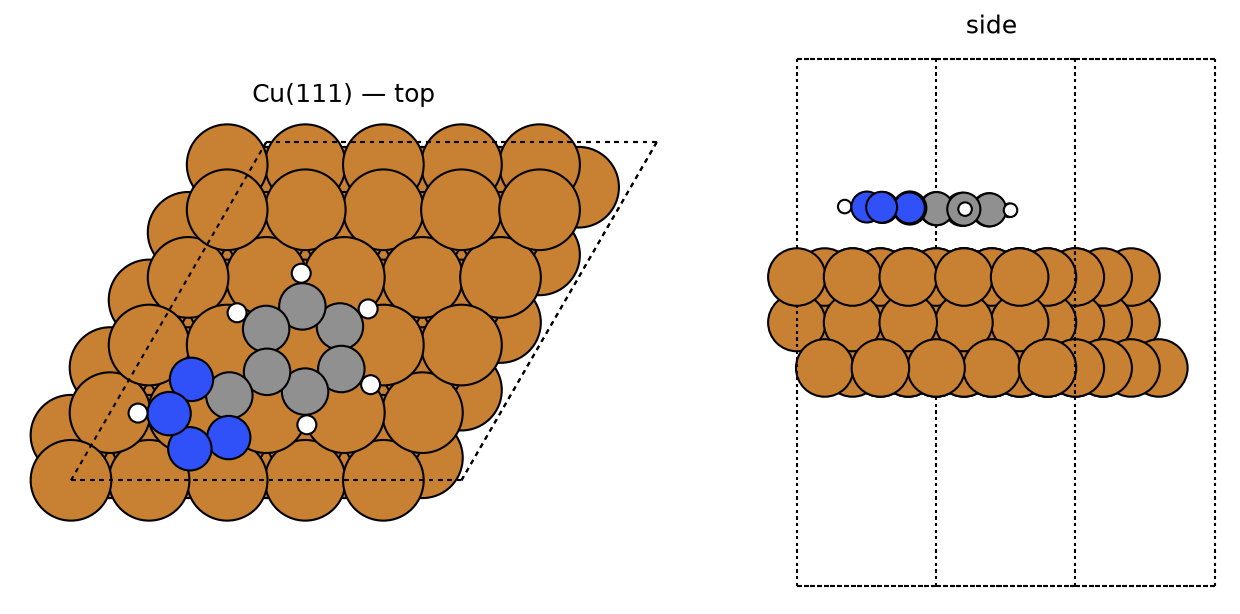 side
Cu(111) — top